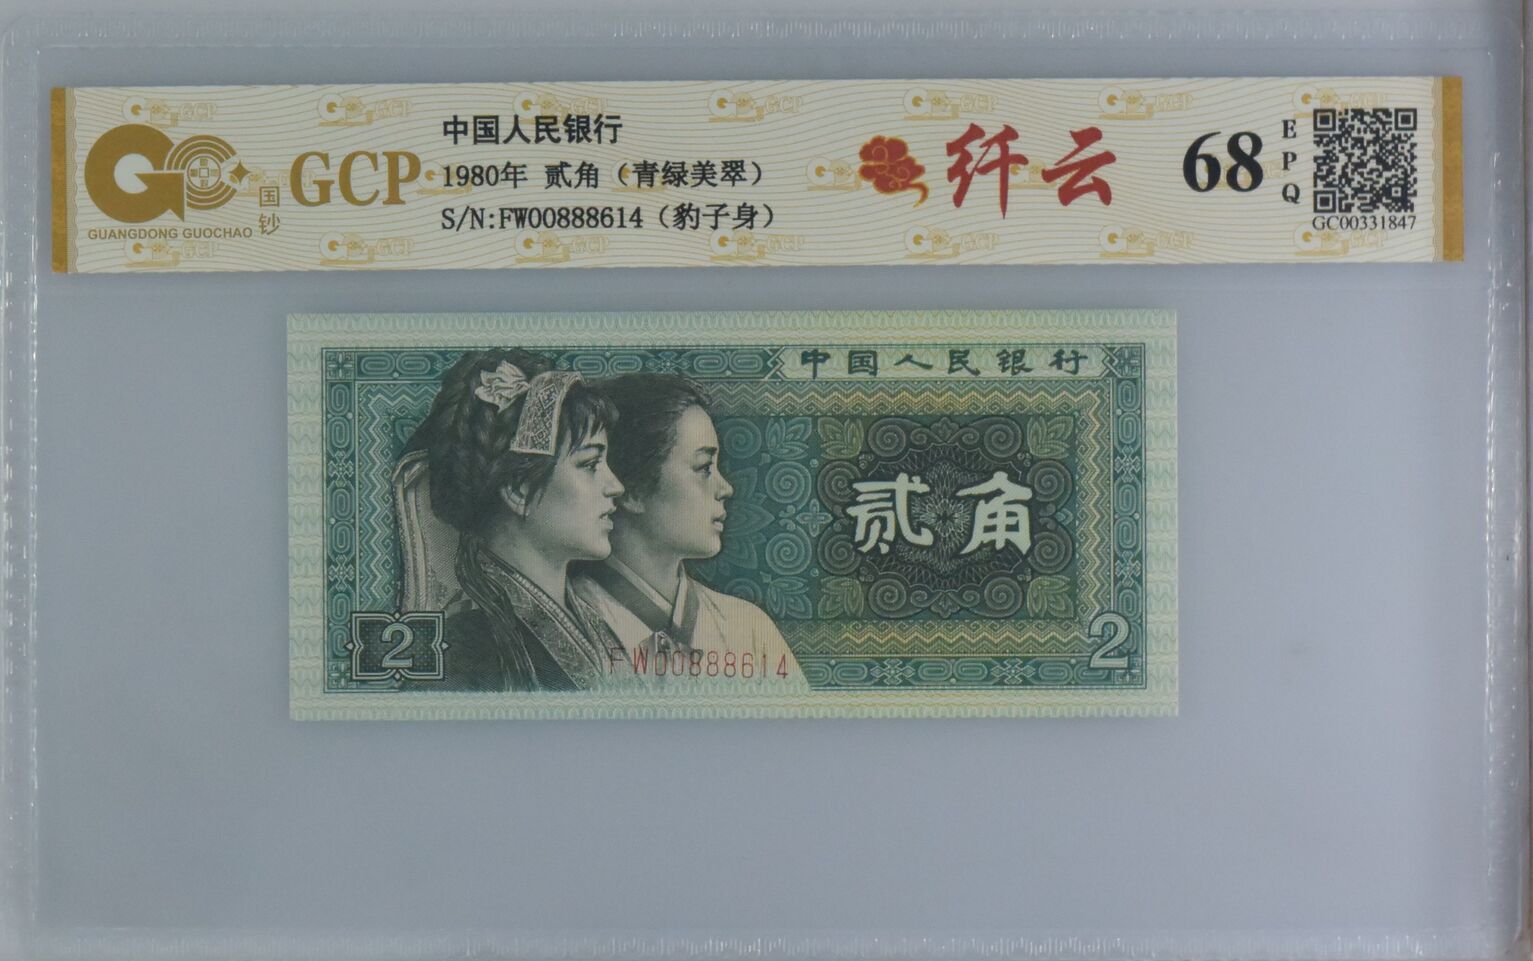 中国人民银行
1980年 贰角（青绿美翠）
S/N:FW00888614（豹子身）
GCP
国钞
GUANGDONG GUOCHAO
纤云
68
EPQ
GC00331847
中国人民银行
贰角
2
2
FW00888614